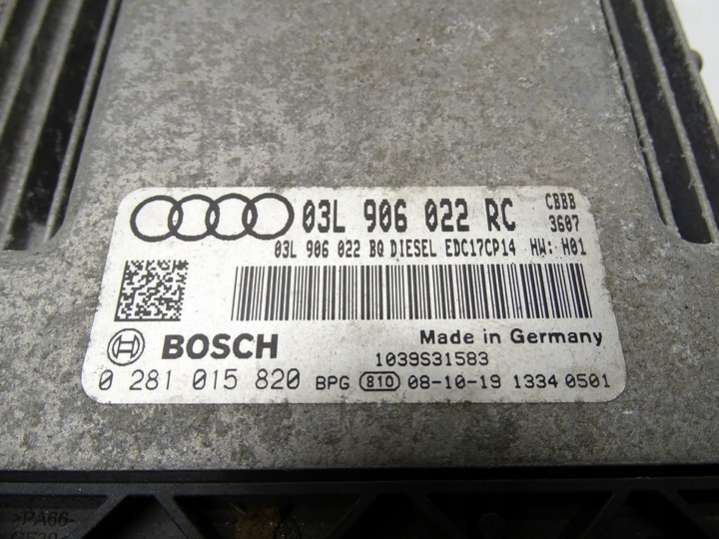 03L 906 022 RC
CBBB
3607
03L 906 022 BQ DIESEL EDC17CP14 HW: H01
BOSCH
Made in Germany
1039S31583
0 281 015 820 BPG 810 08-10-19 1334 0501
>PA66-